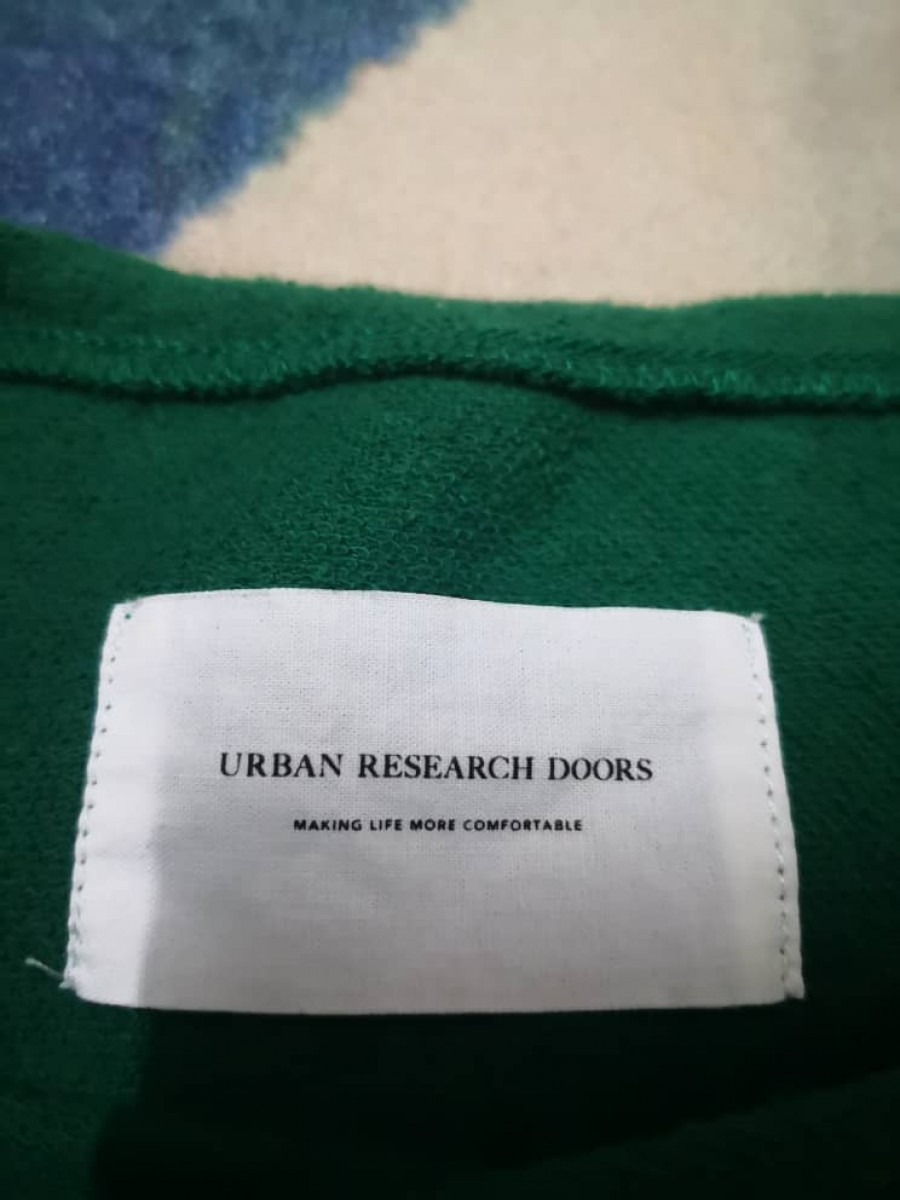 URBAN RESEARCH DOORS
MAKING LIFE MORE COMFORTABLE